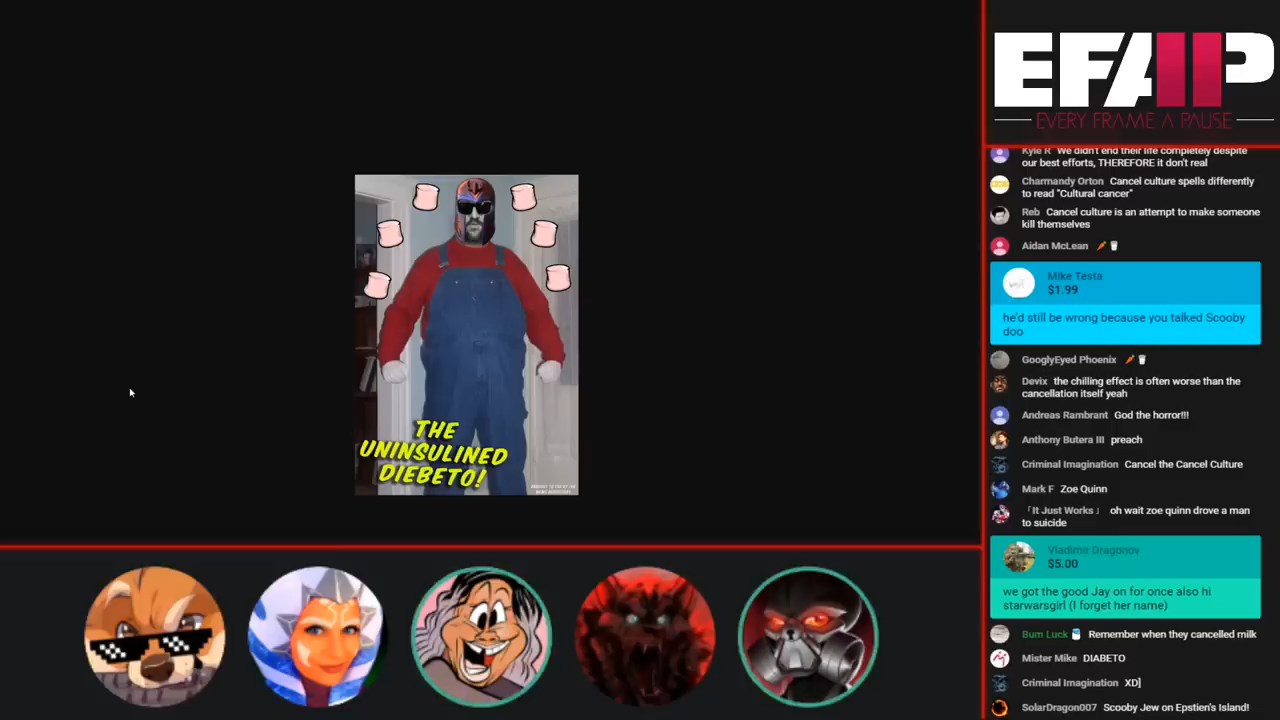 EFAP
EVERY FRAME A PAUSE
Kyle R We didn't end their life completely despite
our best efforts, THEREFORE it don't real
Charmandy Orton Cancel culture spells differently
to read "Cultural cancer"
Reb Cancel culture is an attempt to make someone
kill themselves
Aidan McLean 🥕🥛
Mike Testa
$1.99
he'd still be wrong because you talked Scooby
doo
GooglyEyed Phoenix 🥕🥛
Devix the chilling effect is often worse than the
cancellation itself yeah
Andreas Rambrant God the horror!!!
Anthony Butera III preach
Criminal Imagination Cancel the Cancel Culture
Mark F Zoe Quinn
「It Just Works」 oh wait zoe quinn drove a man
to suicide
Vladimir Dragonov
$5.00
we got the good Jay on for once also hi
starwarsgirl (I forget her name)
Bum Luck Remember when they cancelled milk
Mister Mike DIABETO
Criminal Imagination XD]
SolarDragon007 Scooby Jew on Epstien's Island!
THE
UNINSULINED
DIEBETO!